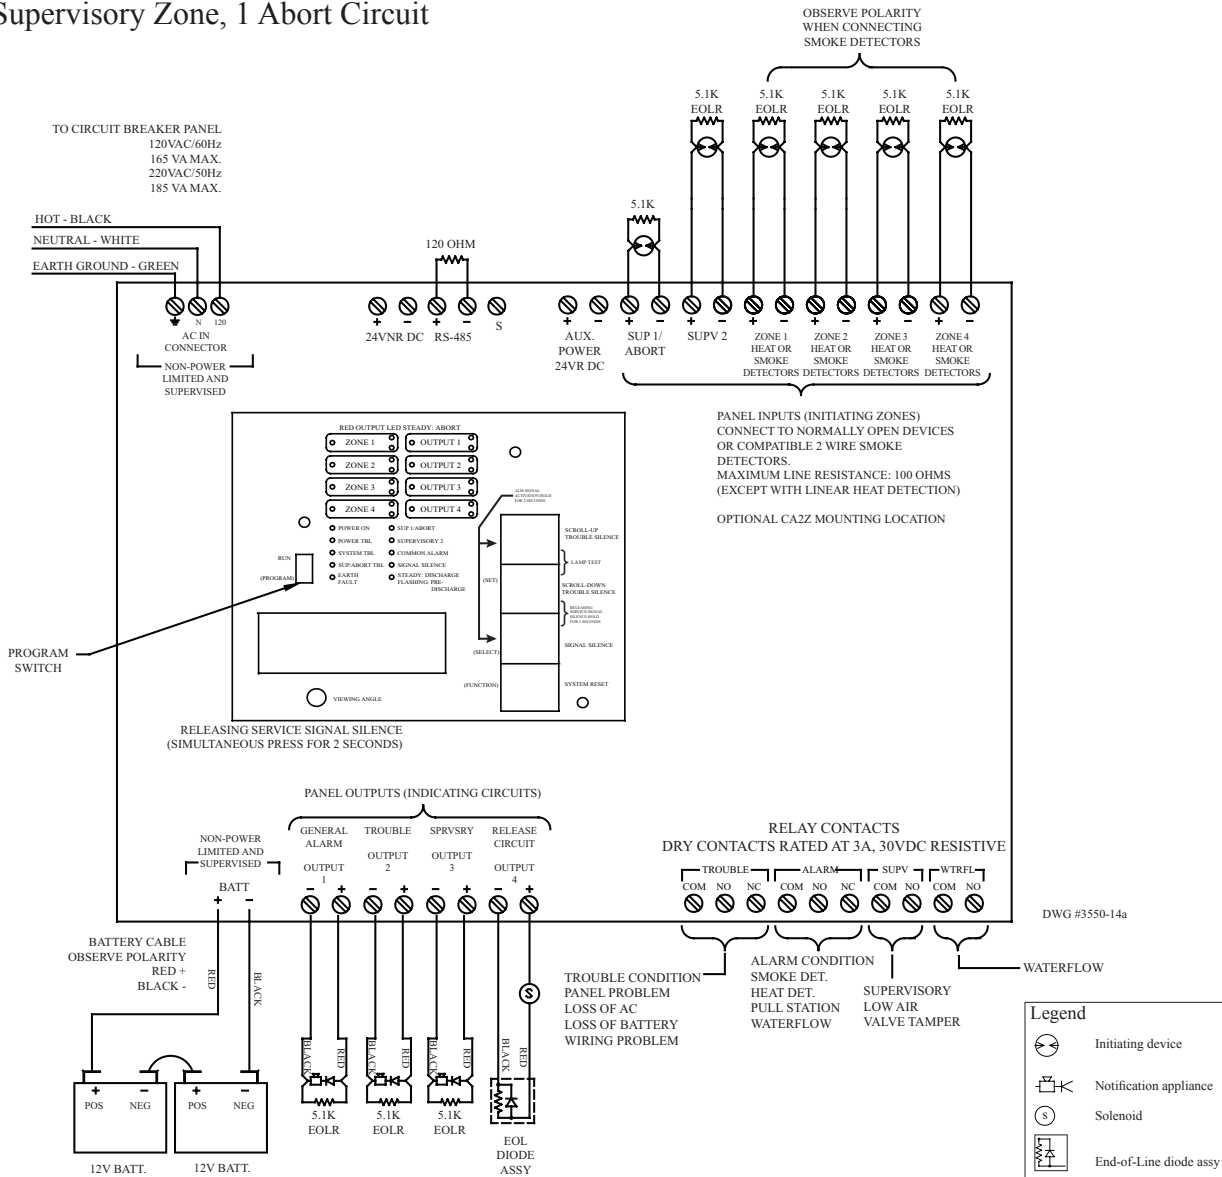 Supervisory Zone, 1 Abort Circuit
OBSERVE POLARITY
WHEN CONNECTING
SMOKE DETECTORS
5.1K
EOLR
5.1K
EOLR
5.1K
EOLR
5.1K
EOLR
5.1K
EOLR
TO CIRCUIT BREAKER PANEL
120VAC/60Hz
165 VA MAX.
220VAC/50Hz
185 VA MAX.
5.1K
HOT - BLACK
NEUTRAL - WHITE
EARTH GROUND - GREEN
120 OHM
N
120
AC IN
CONNECTOR
NON-POWER
LIMITED AND
SUPERVISED
+ − + −
24VNR DC
RS-485
S
+ −
AUX.
POWER
24VR DC
+ −
SUP 1/
ABORT
+ −
SUPV 2
+ −
ZONE 1
HEAT OR
SMOKE
DETECTORS
+ −
ZONE 2
HEAT OR
SMOKE
DETECTORS
+ −
ZONE 3
HEAT OR
SMOKE
DETECTORS
+ −
ZONE 4
HEAT OR
SMOKE
DETECTORS
PANEL INPUTS (INITIATING ZONES)
CONNECT TO NORMALLY OPEN DEVICES
OR COMPATIBLE 2 WIRE SMOKE
DETECTORS.
MAXIMUM LINE RESISTANCE: 100 OHMS
(EXCEPT WITH LINEAR HEAT DETECTION)
OPTIONAL CA2Z MOUNTING LOCATION
RED OUTPUT LED STEADY: ABORT
ZONE 1
OUTPUT 1
ZONE 2
OUTPUT 2
ZONE 3
OUTPUT 3
ZONE 4
OUTPUT 4
POWER ON
SUP 1/ABORT
POWER TBL
SUPERVISORY 2
SYSTEM TBL
COMMON ALARM
SUP/ABORT TBL
SIGNAL SILENCE
EARTH
FAULT
STEADY: DISCHARGE
FLASHING: PRE-
DISCHARGE
RUN
(PROGRAM)
SIGNAL
ACTIVATION HOLD
FOR 2 SECONDS
SCROLL-UP
TROUBLE SILENCE
LAMP TEST
(SET)
SCROLL-DOWN
TROUBLE SILENCE
RELEASING
SERVICE SIGNAL
SILENCE HOLD
FOR 2 SECONDS
SIGNAL SILENCE
(SELECT)
(FUNCTION)
SYSTEM RESET
VIEWING ANGLE
PROGRAM
SWITCH
RELEASING SERVICE SIGNAL SILENCE
(SIMULTANEOUS PRESS FOR 2 SECONDS)
PANEL OUTPUTS (INDICATING CIRCUITS)
NON-POWER
LIMITED AND
SUPERVISED
BATT
+ −
GENERAL
ALARM
OUTPUT
1
− +
TROUBLE
OUTPUT
2
− +
SPRVSRY
OUTPUT
3
− +
RELEASE
CIRCUIT
OUTPUT
4
− +
RELAY CONTACTS
DRY CONTACTS RATED AT 3A, 30VDC RESISTIVE
TROUBLE
ALARM
SUPV
WTRFL
COM NO NC COM NO NC COM NO COM NO
DWG #3550-14a
BATTERY CABLE
OBSERVE POLARITY
RED +
BLACK -
RED
BLACK
S
TROUBLE CONDITION
PANEL PROBLEM
LOSS OF AC
LOSS OF BATTERY
WIRING PROBLEM
ALARM CONDITION
SMOKE DET.
HEAT DET.
PULL STATION
WATERFLOW
SUPERVISORY
LOW AIR
VALVE TAMPER
WATERFLOW
BLACK
RED
BLACK
RED
BLACK
RED
BLACK
RED
5.1K
EOLR
5.1K
EOLR
5.1K
EOLR
EOL
DIODE
ASSY
+ −
POS NEG
12V BATT.
+ −
POS NEG
12V BATT.
Legend
Initiating device
Notification appliance
S
Solenoid
End-of-Line diode assy